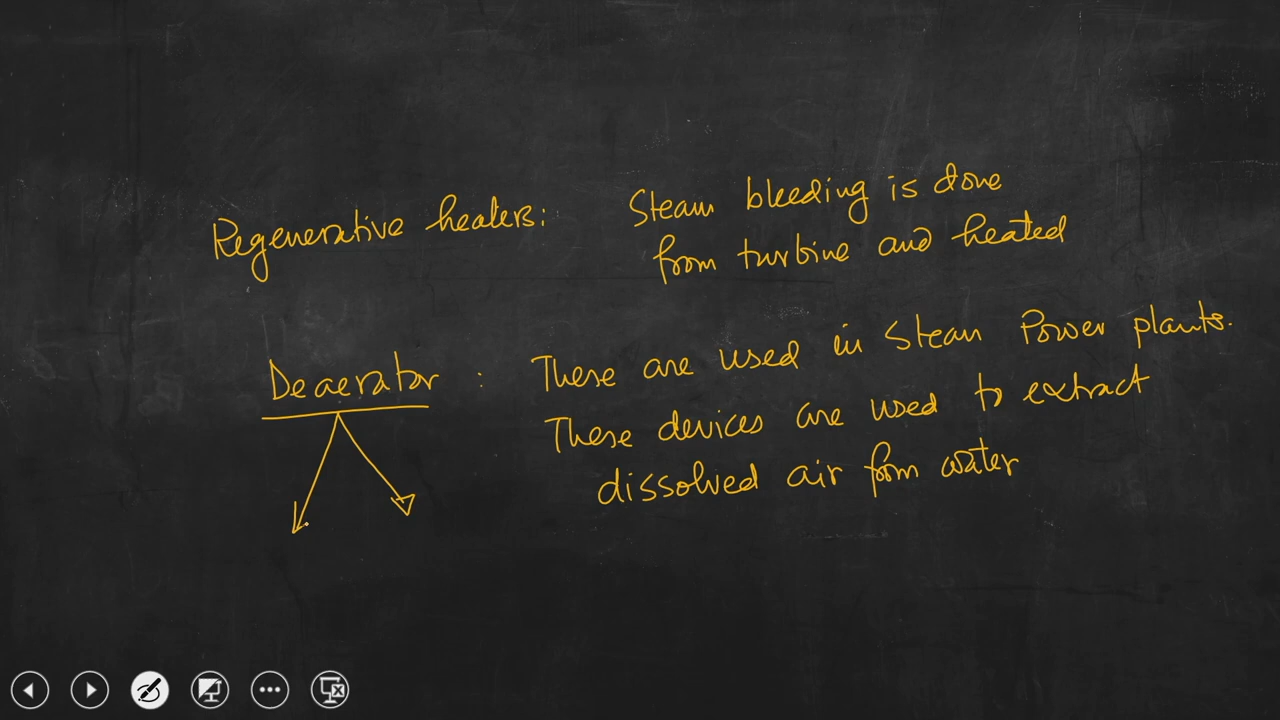 Regenerative heaters: Steam bleeding is done
from turbine and heated
Deaerator : These are used in Steam Power plants.
These devices are used to extract
dissolved air from water